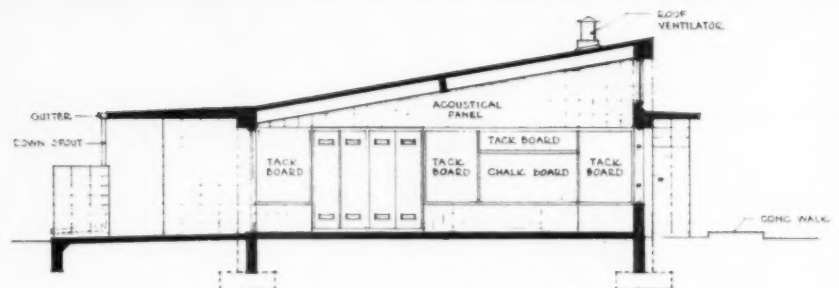 ROOF
VENTILATOR
GUTTER
DOWN SPOUT
ACOUSTICAL
PANEL
TACK
BOARD
TACK
BOARD
TACK BOARD
CHALK BOARD
TACK
BOARD
CONC WALK